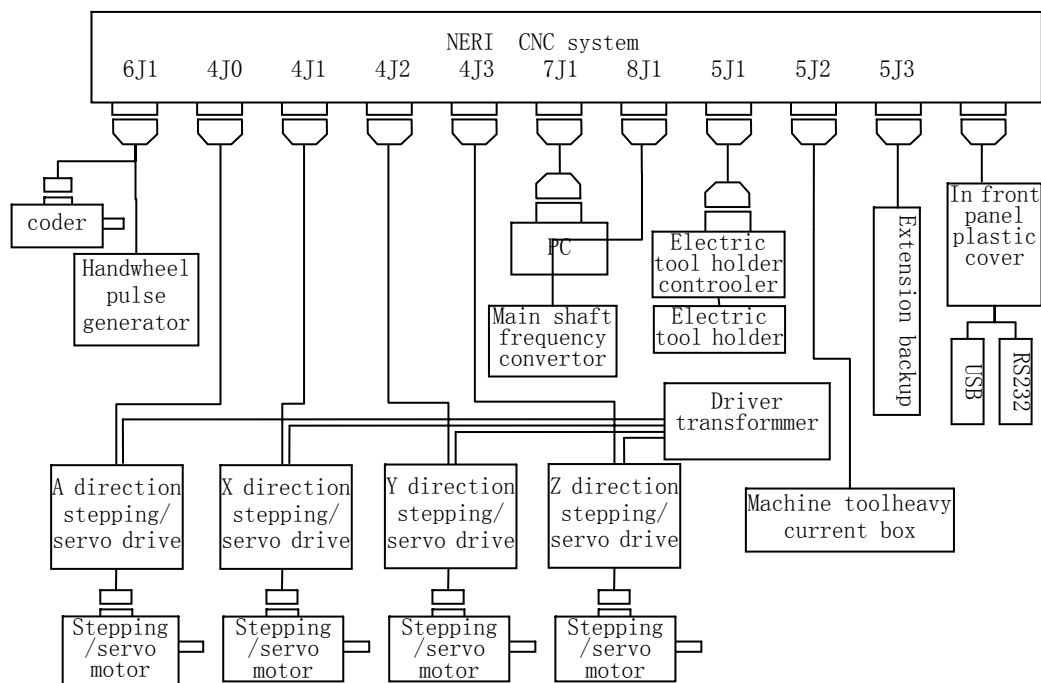 NERI CNC system
6J1 4J0 4J1 4J2 4J3 7J1 8J1 5J1 5J2 5J3
coder
Handwheel
pulse
generator
PC
Main shaft
frequency
convertor
Electric
tool holder
controoler
Electric
tool holder
Extension backup
In front
panel
plastic
cover
USB
RS232
Driver
transformmer
A direction
stepping/
servo drive
X direction
stepping/
servo drive
Y direction
stepping/
servo drive
Z direction
stepping/
servo drive
Machine toolheavy
current box
Stepping
/servo
motor
Stepping
/servo
motor
Stepping
/servo
motor
Stepping
/servo
motor